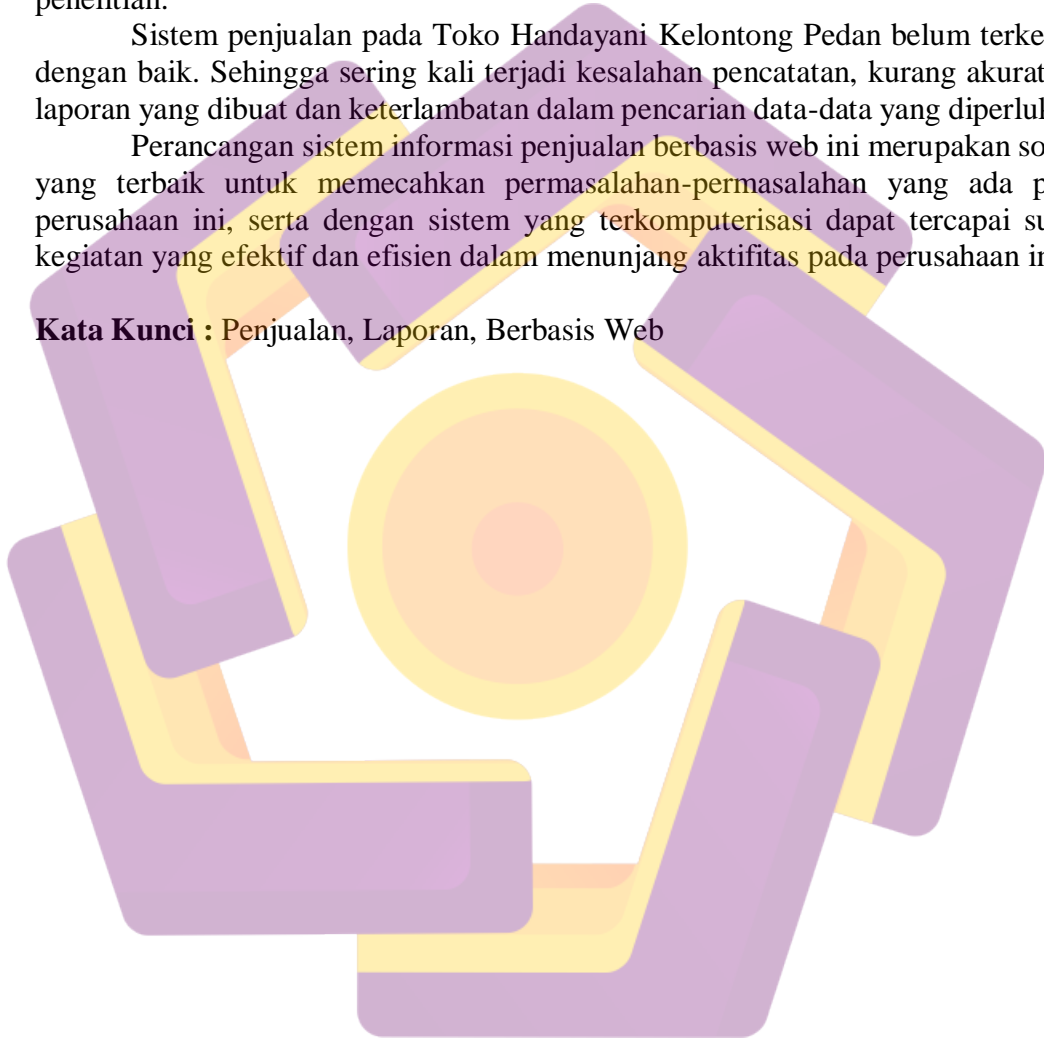 penelitian.
Sistem penjualan pada Toko Handayani Kelontong Pedan belum terke
dengan baik. Sehingga sering kali terjadi kesalahan pencatatan, kurang akurat
laporan yang dibuat dan keterlambatan dalam pencarian data-data yang diperluk
Perancangan sistem informasi penjualan berbasis web ini merupakan so
yang terbaik untuk memecahkan permasalahan-permasalahan yang ada p
perusahaan ini, serta dengan sistem yang terkomputerisasi dapat tercapai su
kegiatan yang efektif dan efisien dalam menunjang aktifitas pada perusahaan in
Kata Kunci : Penjualan, Laporan, Berbasis Web